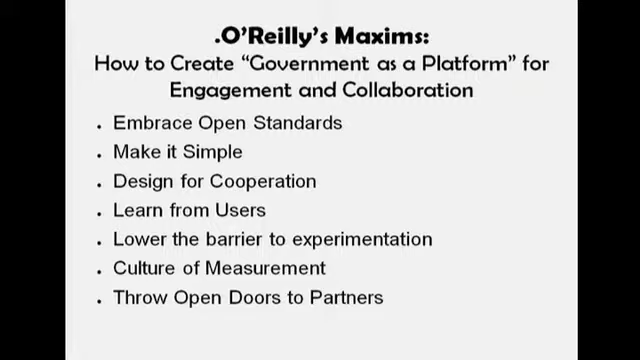 .O'Reilly's Maxims:
How to Create "Government as a Platform" for
Engagement and Collaboration
• Embrace Open Standards
• Make it Simple
• Design for Cooperation
• Learn from Users
• Lower the barrier to experimentation
• Culture of Measurement
• Throw Open Doors to Partners